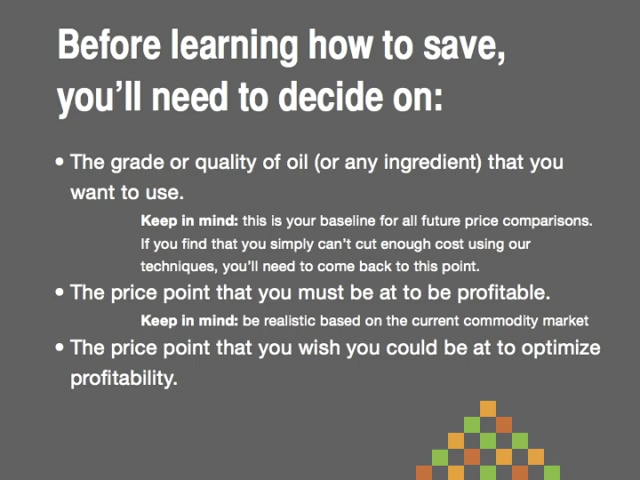 Before learning how to save,
you’ll need to decide on:
• The grade or quality of oil (or any ingredient) that you
want to use.
Keep in mind: this is your baseline for all future price comparisons.
If you find that you simply can’t cut enough cost using our
techniques, you’ll need to come back to this point.
• The price point that you must be at to be profitable.
Keep in mind: be realistic based on the current commodity market
• The price point that you wish you could be at to optimize
profitability.